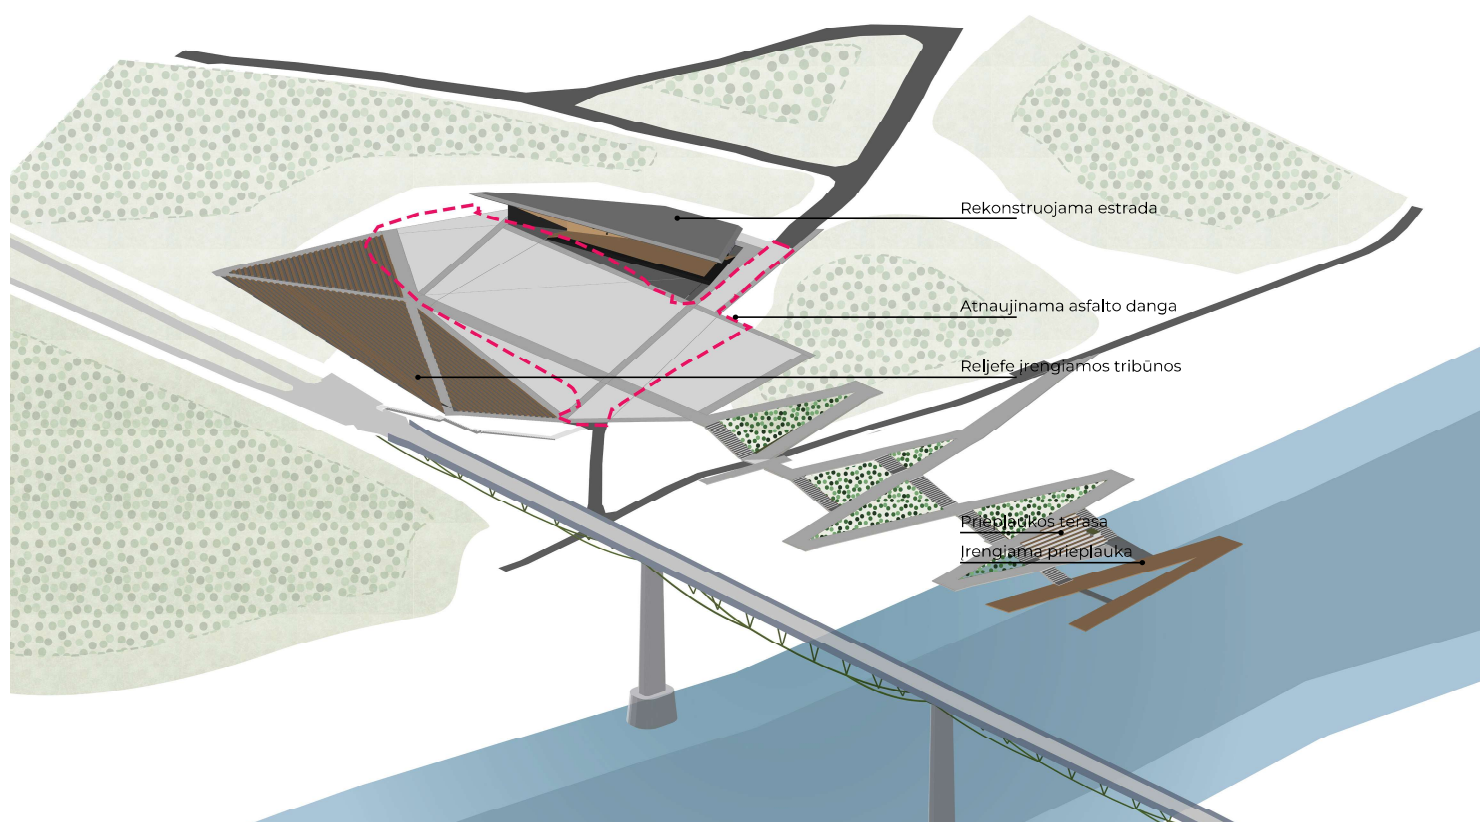 Rekonstruojama estrada
Atnaujinama asfalto danga
Reljefe įrengiamos tribūnos
Prieplaukos terasa
Įrengiama prieplauka